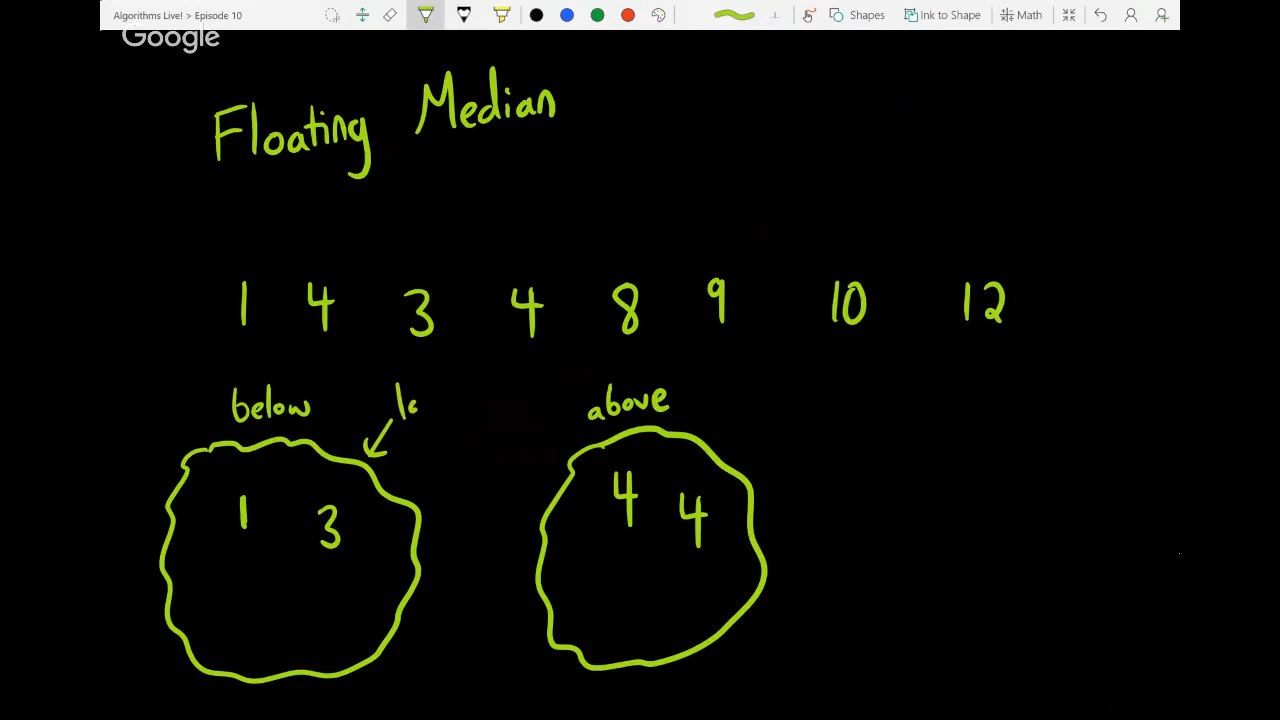 Algorithms Live! > Episode 10
Shapes
Ink to Shape
Math
Google
Floating Median
1 4 3 4 8 9 10 12
below
above
1 3
4 4